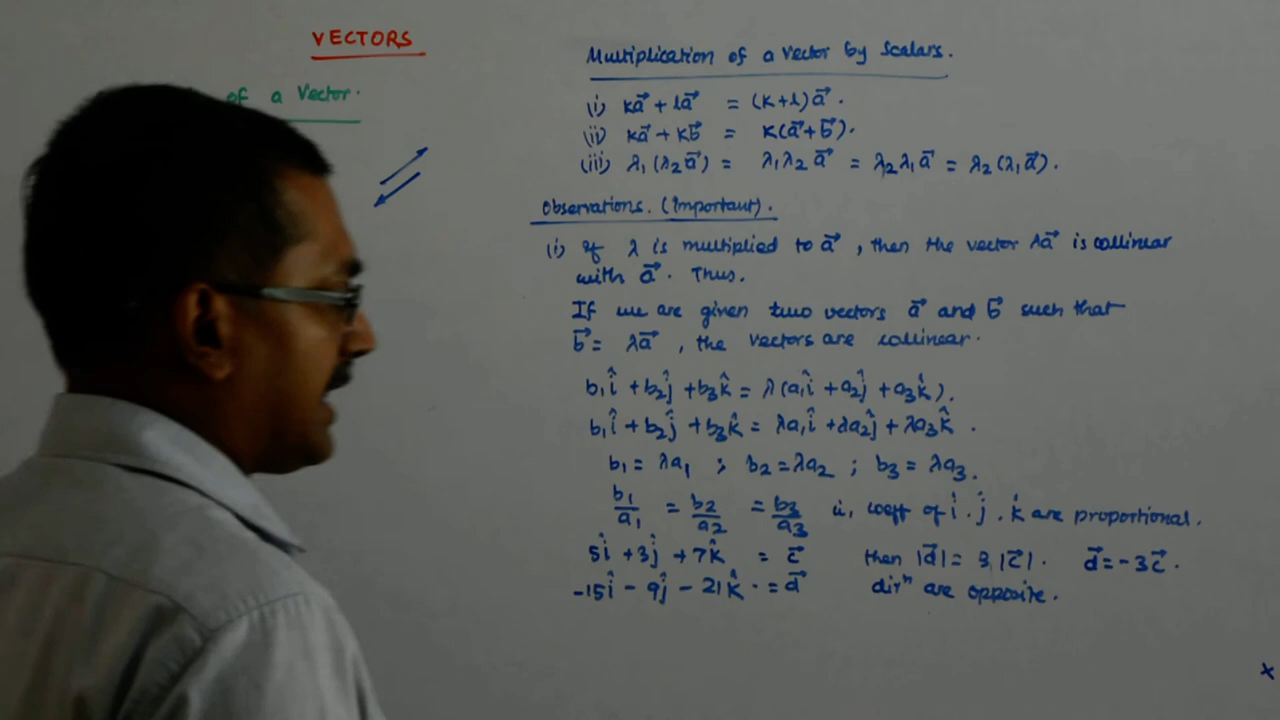 VECTORS
of a Vector.
Multiplication of a Vector by Scalars.
(i) ka⃗ + la⃗ = (k+l)a⃗.
(ii) ka⃗ + kb⃗ = k(a⃗+b⃗).
(iii) λ₁(λ₂a⃗) = λ₁λ₂a⃗ = λ₂λ₁a⃗ = λ₂(λ₁a⃗).
Observations. (Important).
(i) If λ is multiplied to a⃗, then the vector λa⃗ is collinear
with a⃗. Thus.
If we are given two vectors a⃗ and b⃗ such that
b⃗ = λa⃗, the vectors are collinear.
b₁î + b₂ĵ + b₃k̂ = λ(a₁î + a₂ĵ + a₃k̂).
b₁î + b₂ĵ + b₃k̂ = λa₁î + λa₂ĵ + λa₃k̂.
b₁ = λa₁ ; b₂ = λa₂ ; b₃ = λa₃.
b₁/a₁ = b₂/a₂ = b₃/a₃ ie, coeff of î. ĵ. k̂ are proportional.
5î + 3ĵ + 7k̂ = c⃗ then |d⃗| = 3|c⃗|. d⃗ = -3c⃗.
-15î - 9ĵ - 21k̂. = d⃗ dirⁿ are opposite.
x